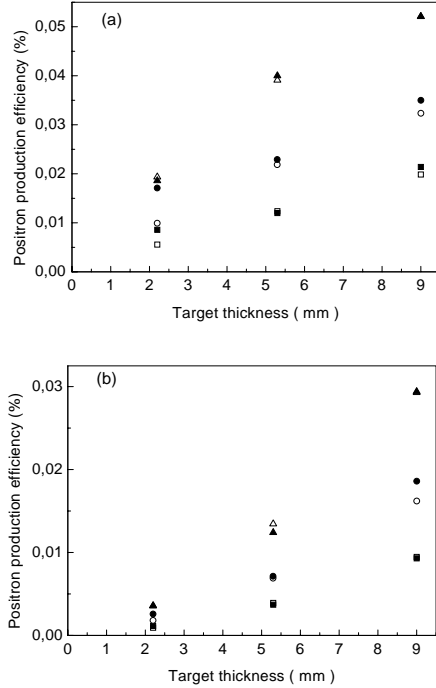 (a)
0,05
0,04
0,03
0,02
0,01
0,00
Positron production efficiency (%)
0 1 2 3 4 5 6 7 8 9
Target thickness ( mm )
(b)
0,03
0,02
0,01
0,00
Positron production efficiency (%)
0 1 2 3 4 5 6 7 8 9
Target thickness ( mm )